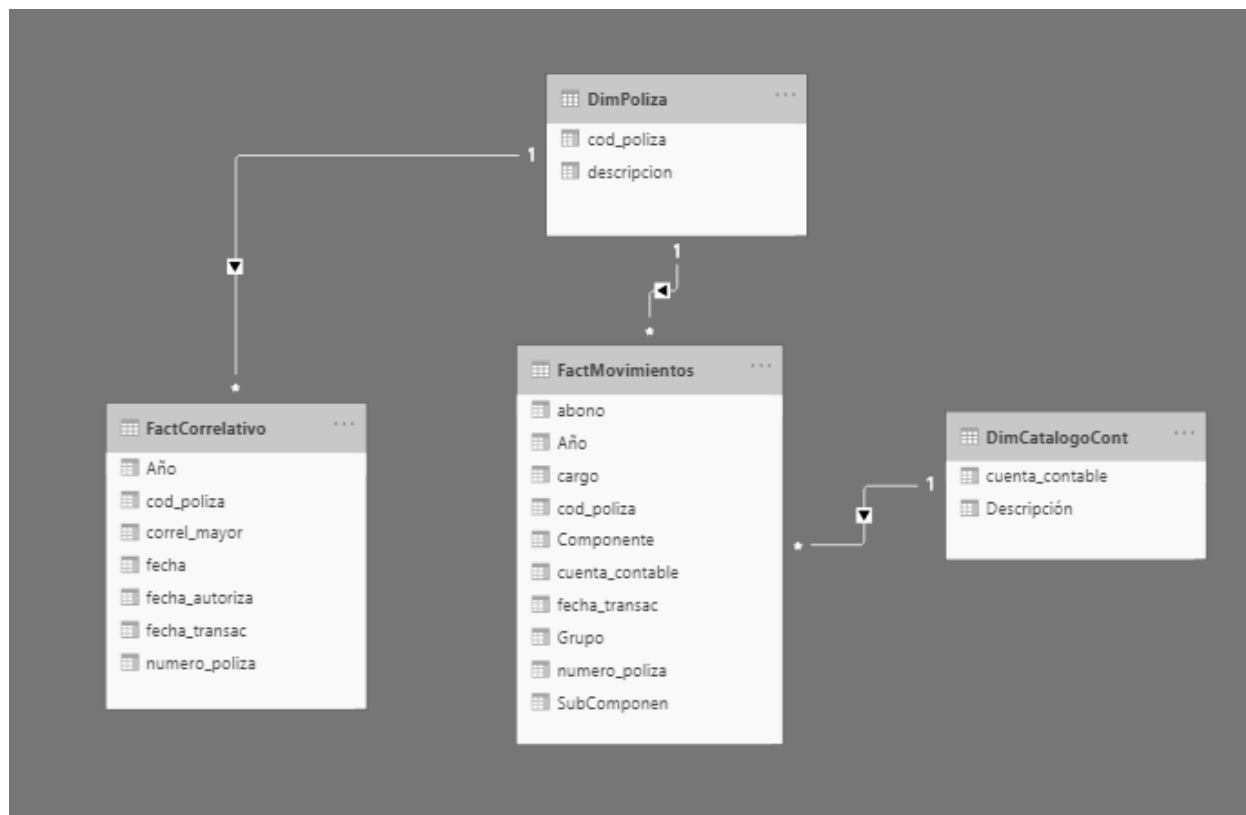 DimPoliza ...
cod_poliza
descripcion
1
1
*
*
FactCorrelativo ...
Año
cod_poliza
correl_mayor
fecha
fecha_autoriza
fecha_transac
numero_poliza
FactMovimientos ...
abono
Año
cargo
cod_poliza
Componente
cuenta_contable
fecha_transac
Grupo
numero_poliza
SubComponen
DimCatalogoCont ...
cuenta_contable
Descripción
1
*